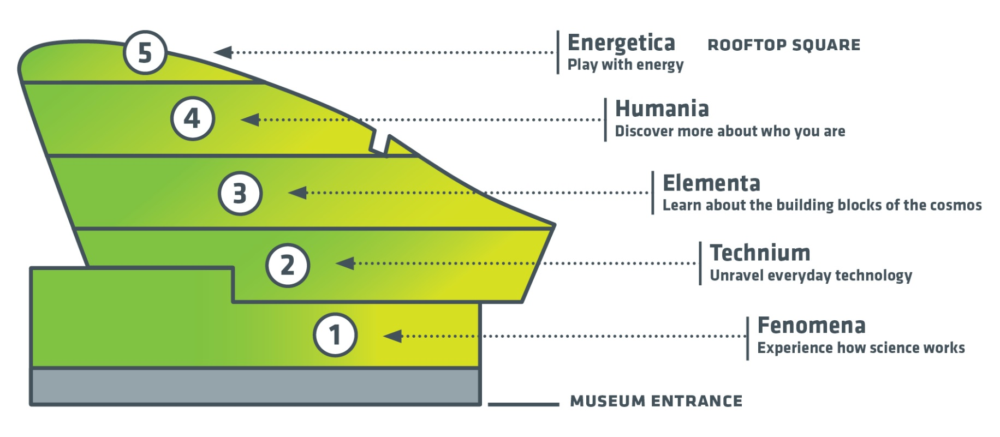 5
Energetica
ROOFTOP SQUARE
Play with energy
4
Humania
Discover more about who you are
3
Elementa
Learn about the building blocks of the cosmos
2
Technium
Unravel everyday technology
1
Fenomena
Experience how science works
MUSEUM ENTRANCE